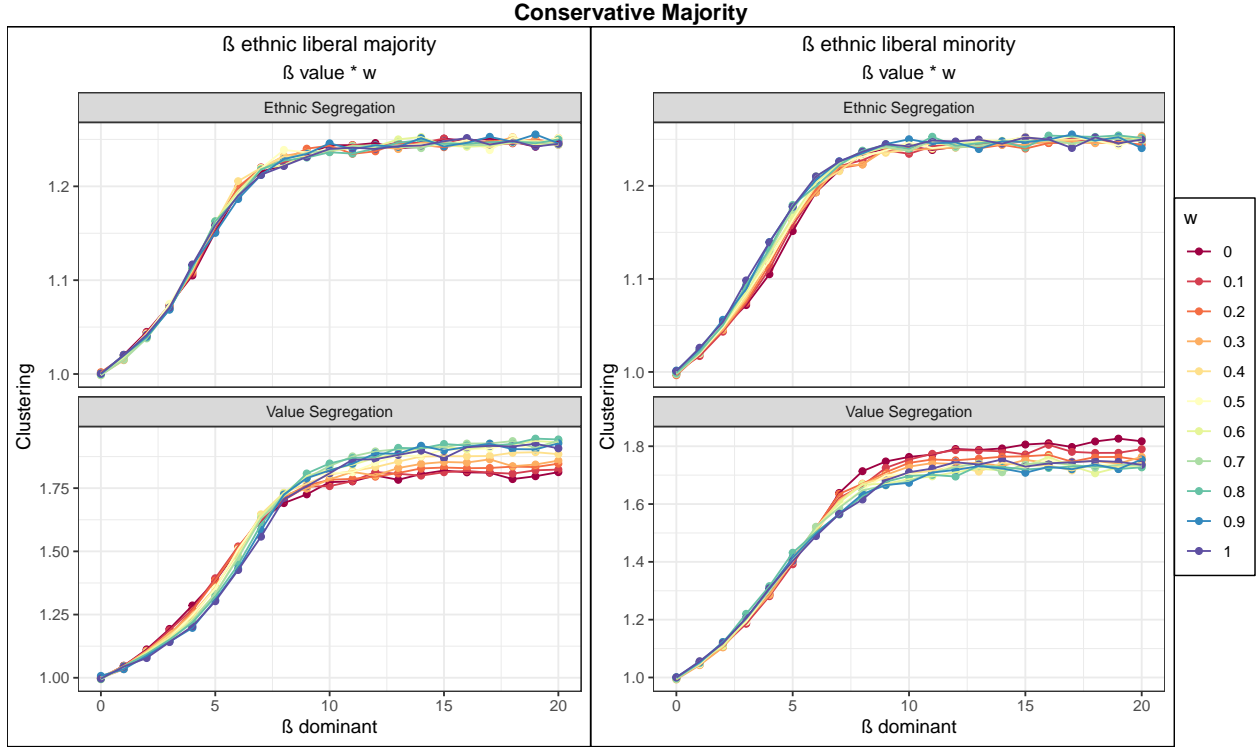 Conservative Majority
ß ethnic liberal majority
ß value * w
Ethnic Segregation
1.2
1.1
1.0
Value Segregation
1.75
1.50
1.25
1.00
0 5 10 15 20
ß dominant
Clustering
ß ethnic liberal minority
ß value * w
Ethnic Segregation
1.2
1.1
1.0
Value Segregation
1.8
1.6
1.4
1.2
1.0
0 5 10 15 20
ß dominant
Clustering
w
0
0.1
0.2
0.3
0.4
0.5
0.6
0.7
0.8
0.9
1